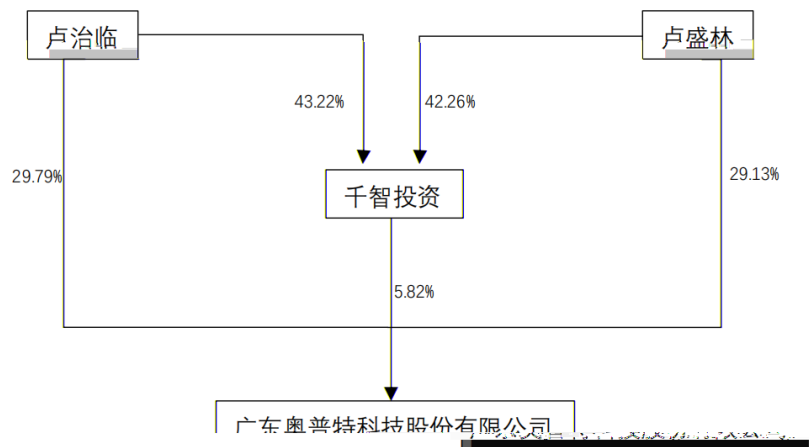 卢治临
卢盛林
43.22%
42.26%
29.79%
29.13%
千智投资
5.82%
广东奥普特科技股份有限公司